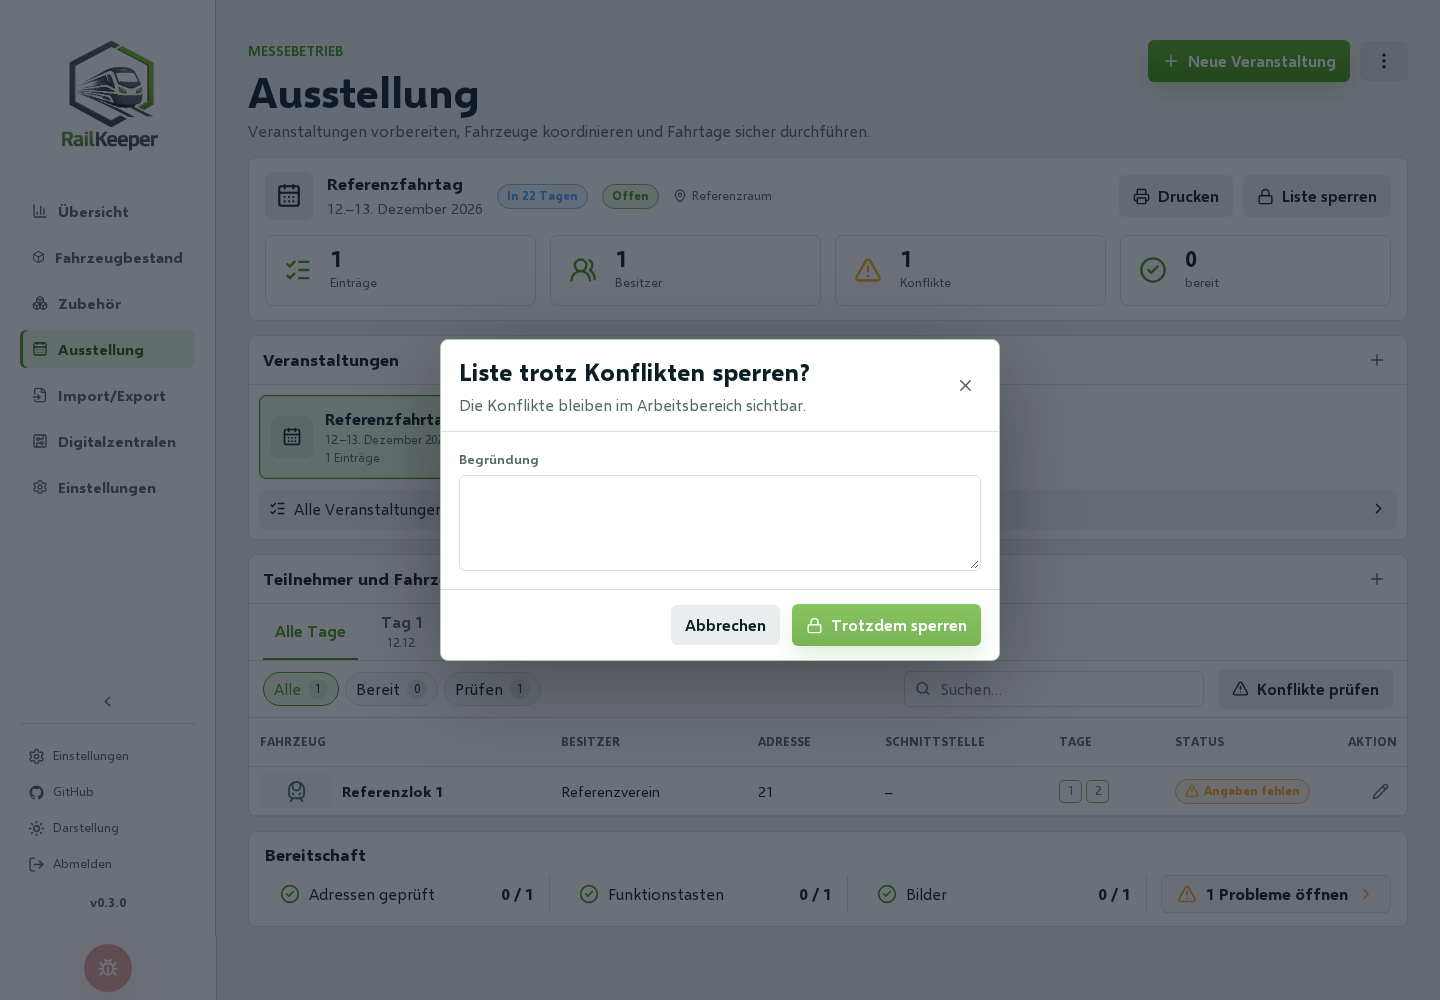 RailKeeper
Übersicht
Fahrzeugbestand
Zubehör
Ausstellung
Import/Export
Digitalzentralen
Einstellungen
Einstellungen
GitHub
Darstellung
Abmelden
v0.3.0
MESSEBETRIEB
Ausstellung
Veranstaltungen vorbereiten, Fahrzeuge koordinieren und Fahrtage sicher durchführen.
Neue Veranstaltung
Referenzfahrtag
12.–13. Dezember 2026
In 22 Tagen
Offen
Referenzraum
Drucken
Liste sperren
1
Einträge
1
Besitzer
1
Konflikte
0
bereit
Veranstaltungen
Referenzfahrta
12.–13. Dezember 202
1 Einträge
Alle Veranstaltungen
Liste trotz Konflikten sperren?
Die Konflikte bleiben im Arbeitsbereich sichtbar.
Begründung
Abbrechen
Trotzdem sperren
Teilnehmer und Fahrz
Alle Tage
Tag 1
12.12.
Alle 1
Bereit 0
Prüfen 1
Suchen...
Konflikte prüfen
FAHRZEUG BESITZER ADRESSE SCHNITTSTELLE TAGE STATUS AKTION
Referenzlok 1 Referenzverein 21 – 1 2 Angaben fehlen
Bereitschaft
Adressen geprüft 0 / 1
Funktionstasten 0 / 1
Bilder 0 / 1
1 Probleme öffnen